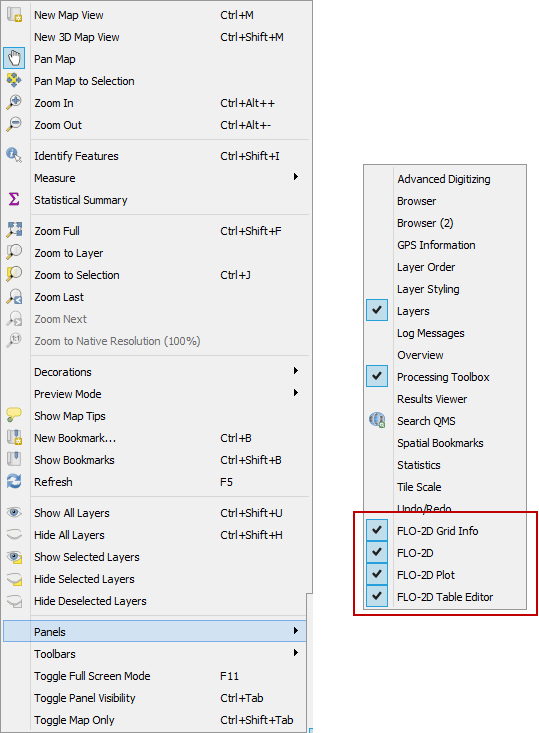 New Map View Ctrl+M
New 3D Map View Ctrl+Shift+M
Pan Map
Pan Map to Selection
Zoom In Ctrl+Alt++
Zoom Out Ctrl+Alt+-
Identify Features Ctrl+Shift+I
Measure
Σ Statistical Summary
Zoom Full Ctrl+Shift+F
Zoom to Layer
Zoom to Selection Ctrl+J
Zoom Last
Zoom Next
1:1 Zoom to Native Resolution (100%)
Decorations
Preview Mode
Show Map Tips
New Bookmark... Ctrl+B
Show Bookmarks Ctrl+Shift+B
Refresh F5
Show All Layers Ctrl+Shift+U
Hide All Layers Ctrl+Shift+H
Show Selected Layers
Hide Selected Layers
Hide Deselected Layers
Panels
Toolbars
Toggle Full Screen Mode F11
Toggle Panel Visibility Ctrl+Tab
Toggle Map Only Ctrl+Shift+Tab
Advanced Digitizing
Browser
Browser (2)
GPS Information
Layer Order
Layer Styling
Layers
Log Messages
Overview
Processing Toolbox
Results Viewer
Search QMS
Spatial Bookmarks
Statistics
Tile Scale
Undo/Redo
FLO-2D Grid Info
FLO-2D
FLO-2D Plot
FLO-2D Table Editor